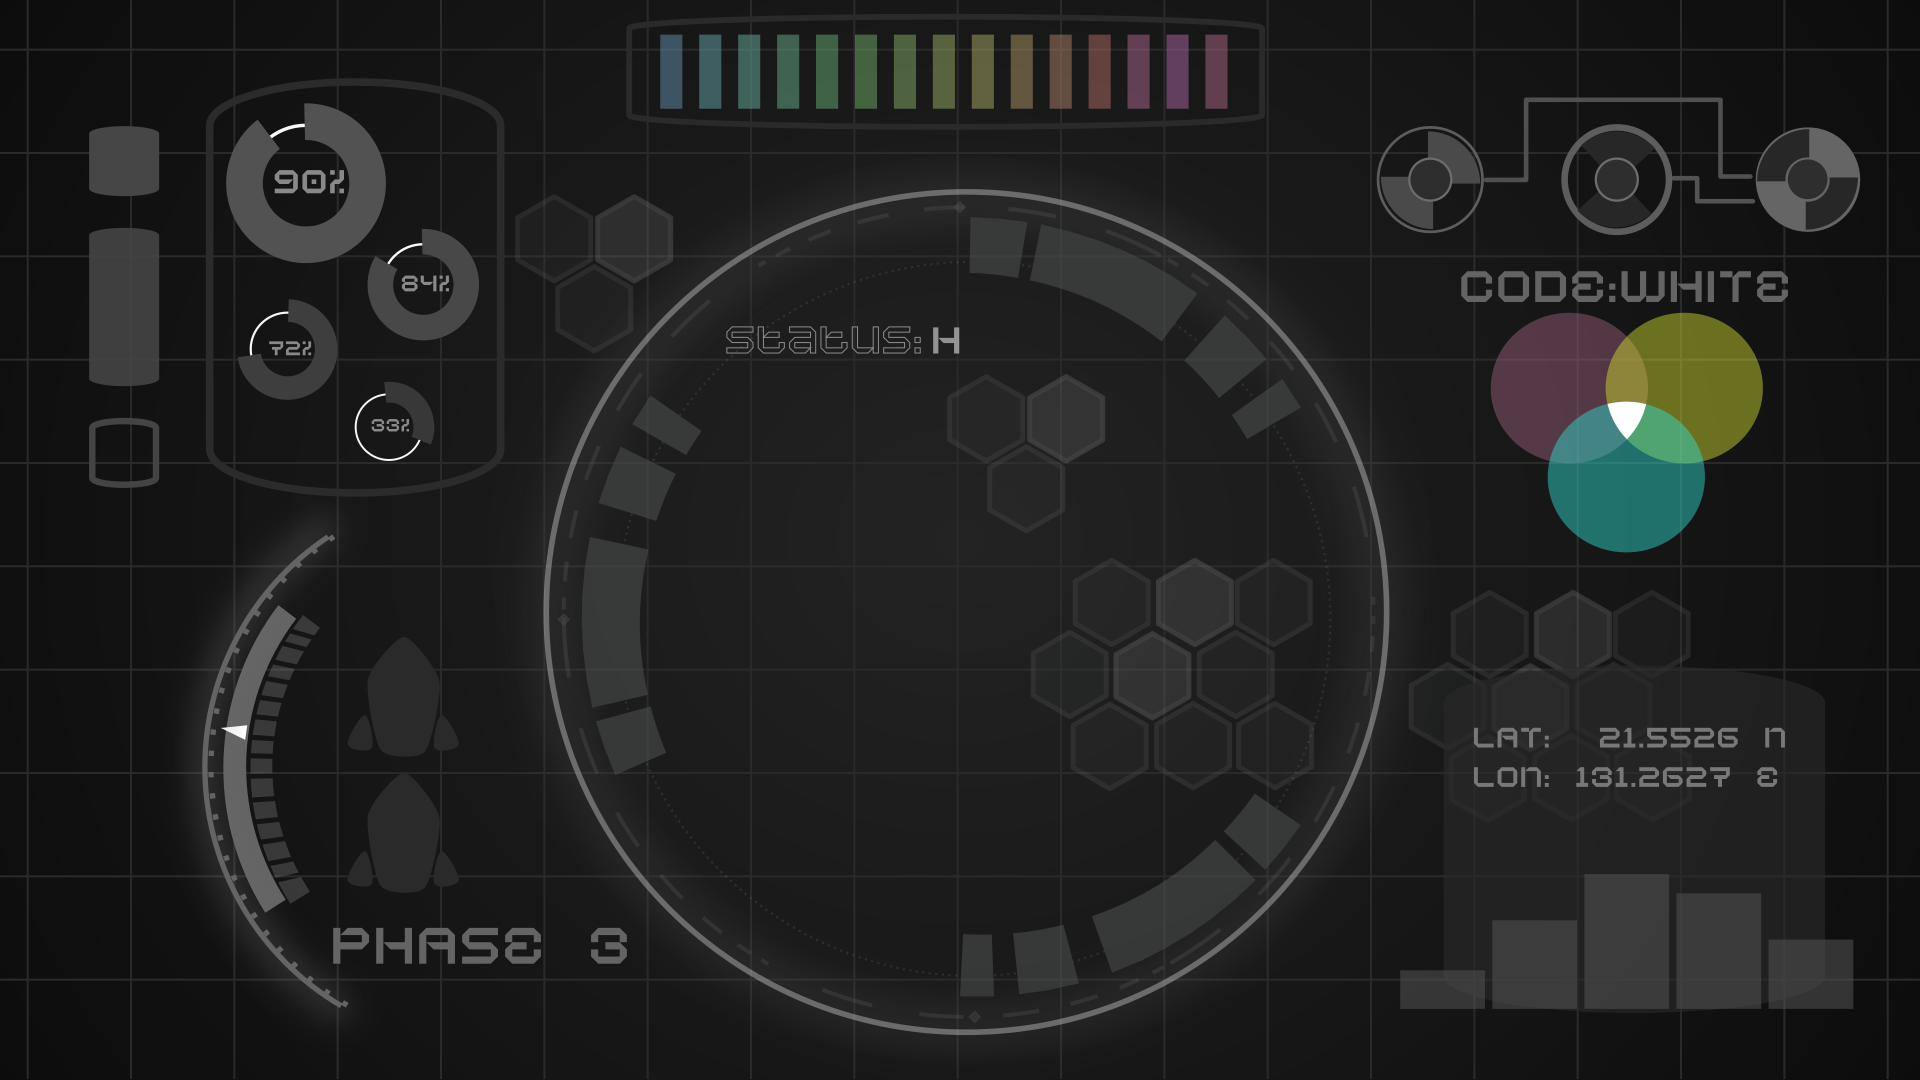 90%
84%
72%
33%
status: H
CODE:WHITE
LAT: 21.5526 N
LON: 131.2627 E
PHASE 3